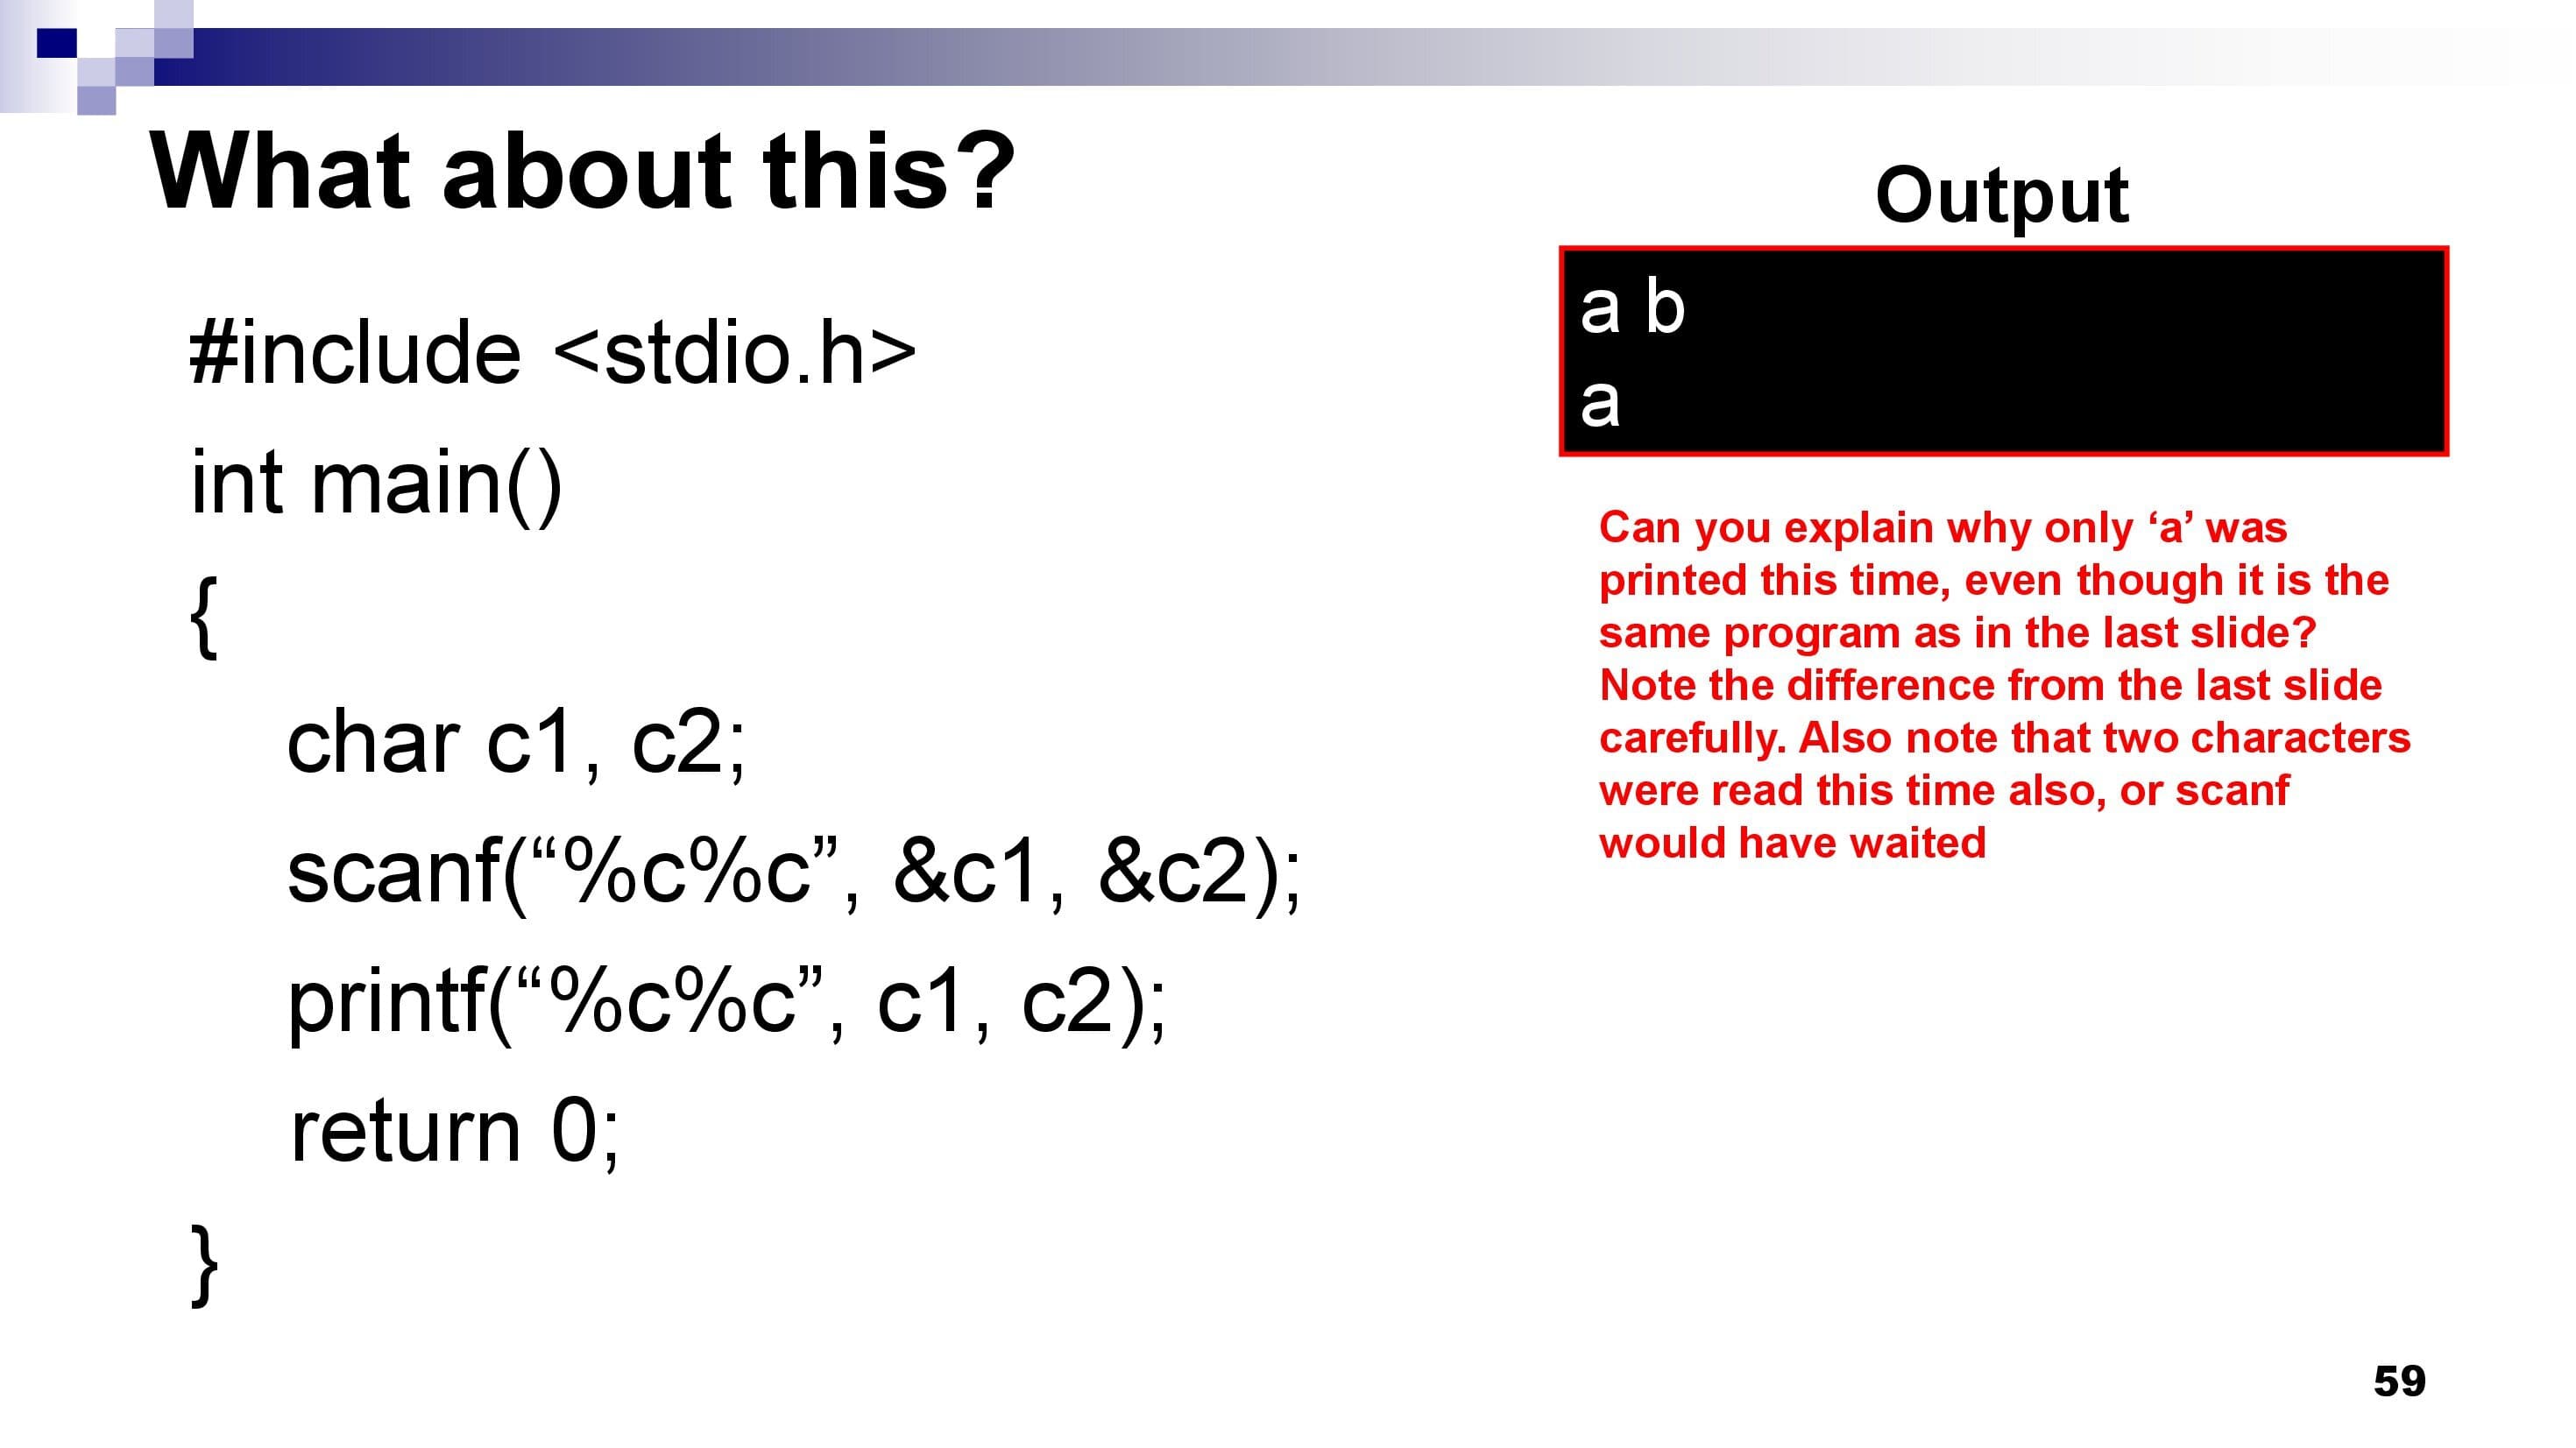 What about this?
#include <stdio.h>
int main()
{
char c1, c2;
scanf(“%c%c”, &c1, &c2);
printf(“%c%c”, c1, c2);
return 0;
}
Output
a b
a
Can you explain why only ‘a’ was
printed this time, even though it is the
same program as in the last slide?
Note the difference from the last slide
carefully. Also note that two characters
were read this time also, or scanf
would have waited
59